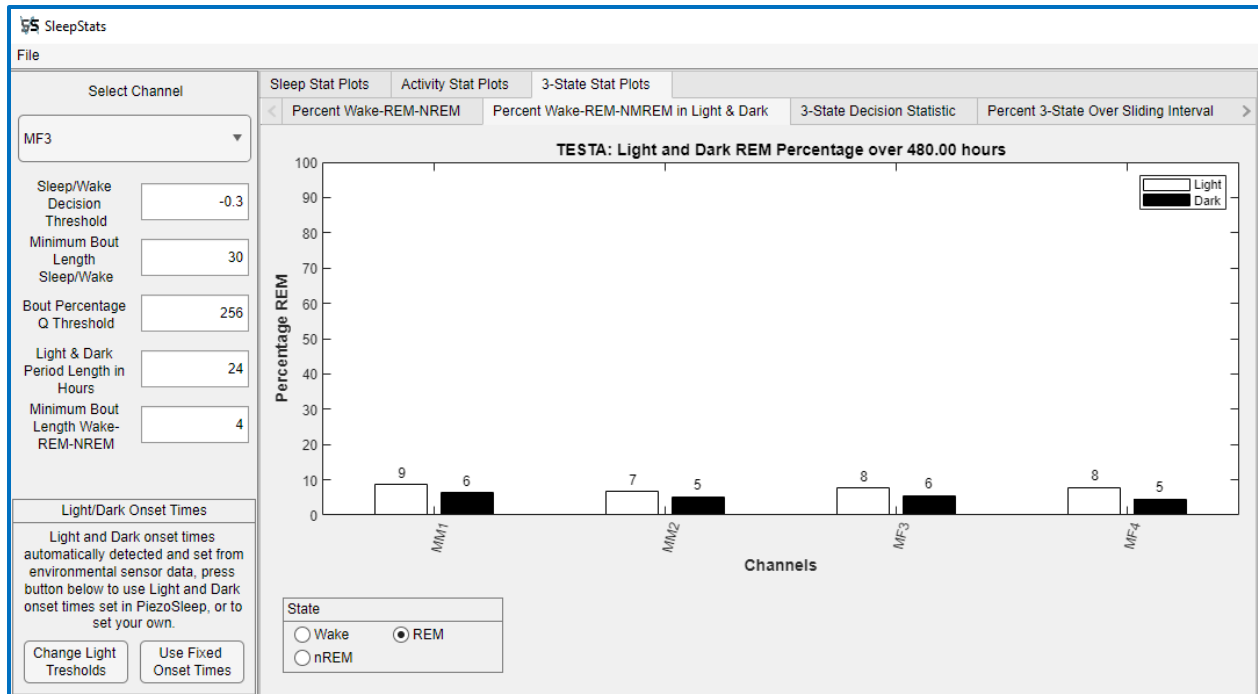 SleepStats
File
Select Channel
MF3
Sleep/Wake
Decision
Threshold
-0.3
Minimum Bout
Length
Sleep/Wake
30
Bout Percentage
Q Threshold
256
Light & Dark
Period Length in
Hours
24
Minimum Bout
Length Wake-
REM-NREM
4
Light/Dark Onset Times
Light and Dark onset times
automatically detected and set from
environmental sensor data, press
button below to use Light and Dark
onset times set in PiezoSleep, or to
set your own.
Change Light
Tresholds
Use Fixed
Onset Times
Sleep Stat Plots
Activity Stat Plots
3-State Stat Plots
Percent Wake-REM-NREM
Percent Wake-REM-NMREM in Light & Dark
3-State Decision Statistic
Percent 3-State Over Sliding Interval
TESTA: Light and Dark REM Percentage over 480.00 hours
Percentage REM
100
90
80
70
60
50
40
30
20
10
0
Light
Dark
9
6
7
5
8
6
8
5
MM1
MM2
MF3
MF4
Channels
State
Wake
REM
nREM